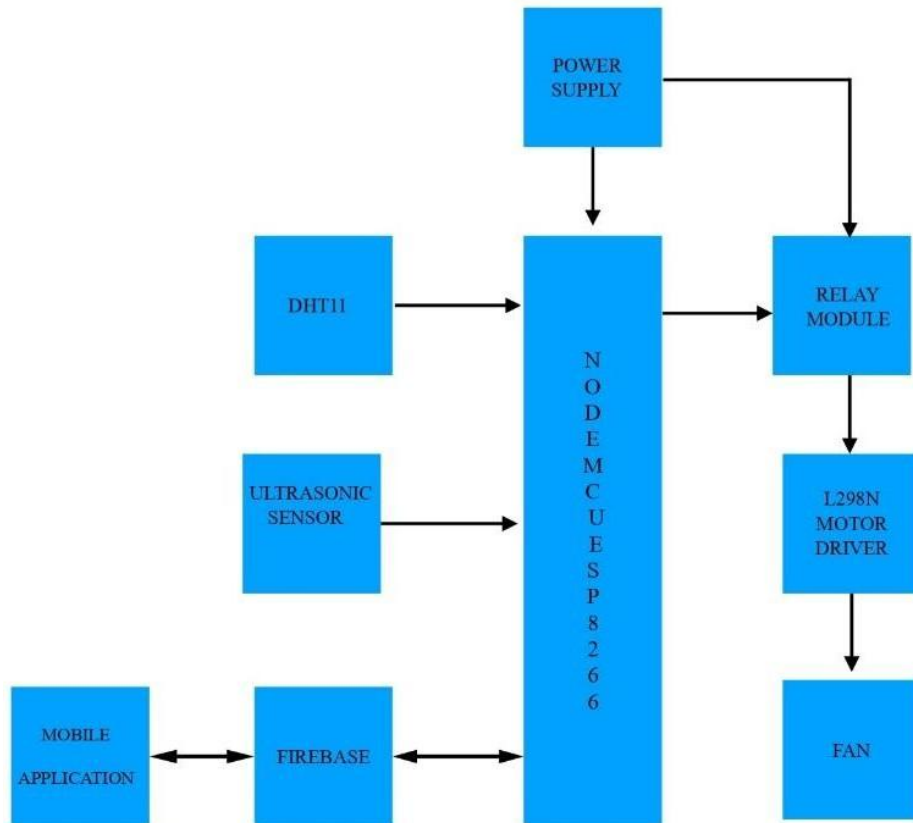 POWER
SUPPLY
DHT11
RELAY
MODULE
N
O
D
E
M
C
U
E
S
P
8
2
6
6
ULTRASONIC
SENSOR
L298N
MOTOR
DRIVER
MOBILE
APPLICATION
FIREBASE
FAN